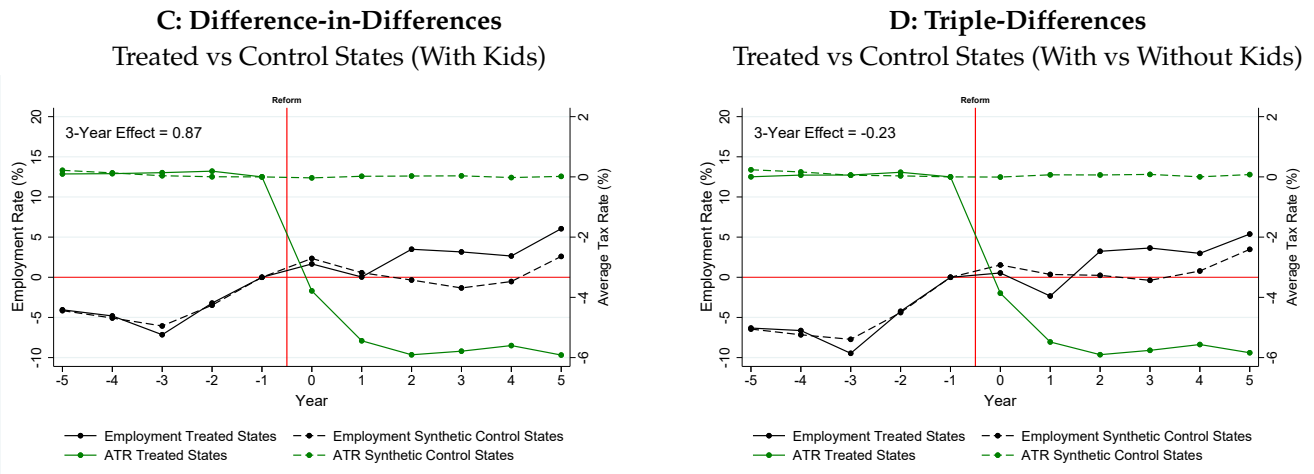 C: Difference-in-Differences
Treated vs Control States (With Kids)
Reform
3-Year Effect = 0.87
Employment Rate (%)
20
15
10
5
0
-5
-10
Average Tax Rate (%)
2
0
-2
-4
-6
-5 -4 -3 -2 -1 0 1 2 3 4 5
Year
Employment Treated States Employment Synthetic Control States
ATR Treated States ATR Synthetic Control States
D: Triple-Differences
Treated vs Control States (With vs Without Kids)
Reform
3-Year Effect = -0.23
Employment Rate (%)
20
15
10
5
0
-5
-10
Average Tax Rate (%)
2
0
-2
-4
-6
-5 -4 -3 -2 -1 0 1 2 3 4 5
Year
Employment Treated States Employment Synthetic Control States
ATR Treated States ATR Synthetic Control States